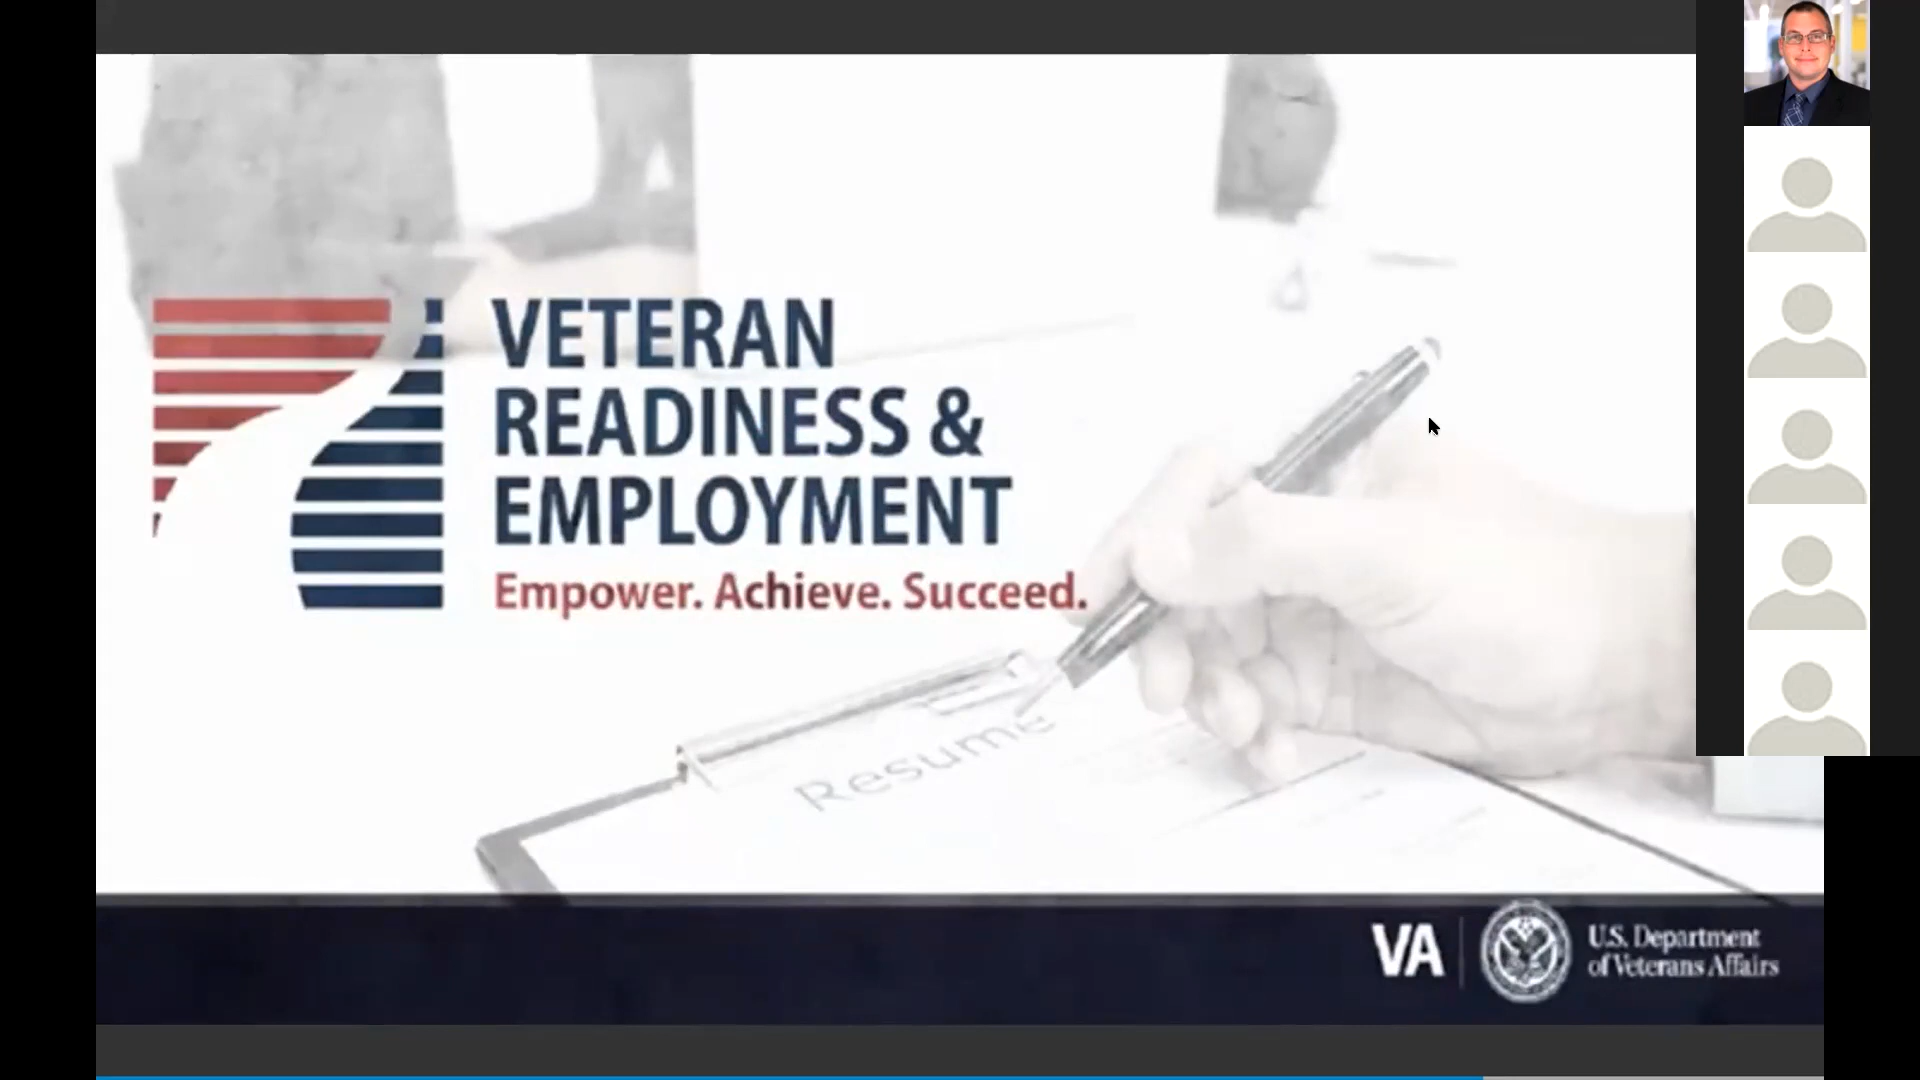 VETERAN
READINESS &
EMPLOYMENT
Empower. Achieve. Succeed.
Resume
VA
U.S. Department
of Veterans Affairs